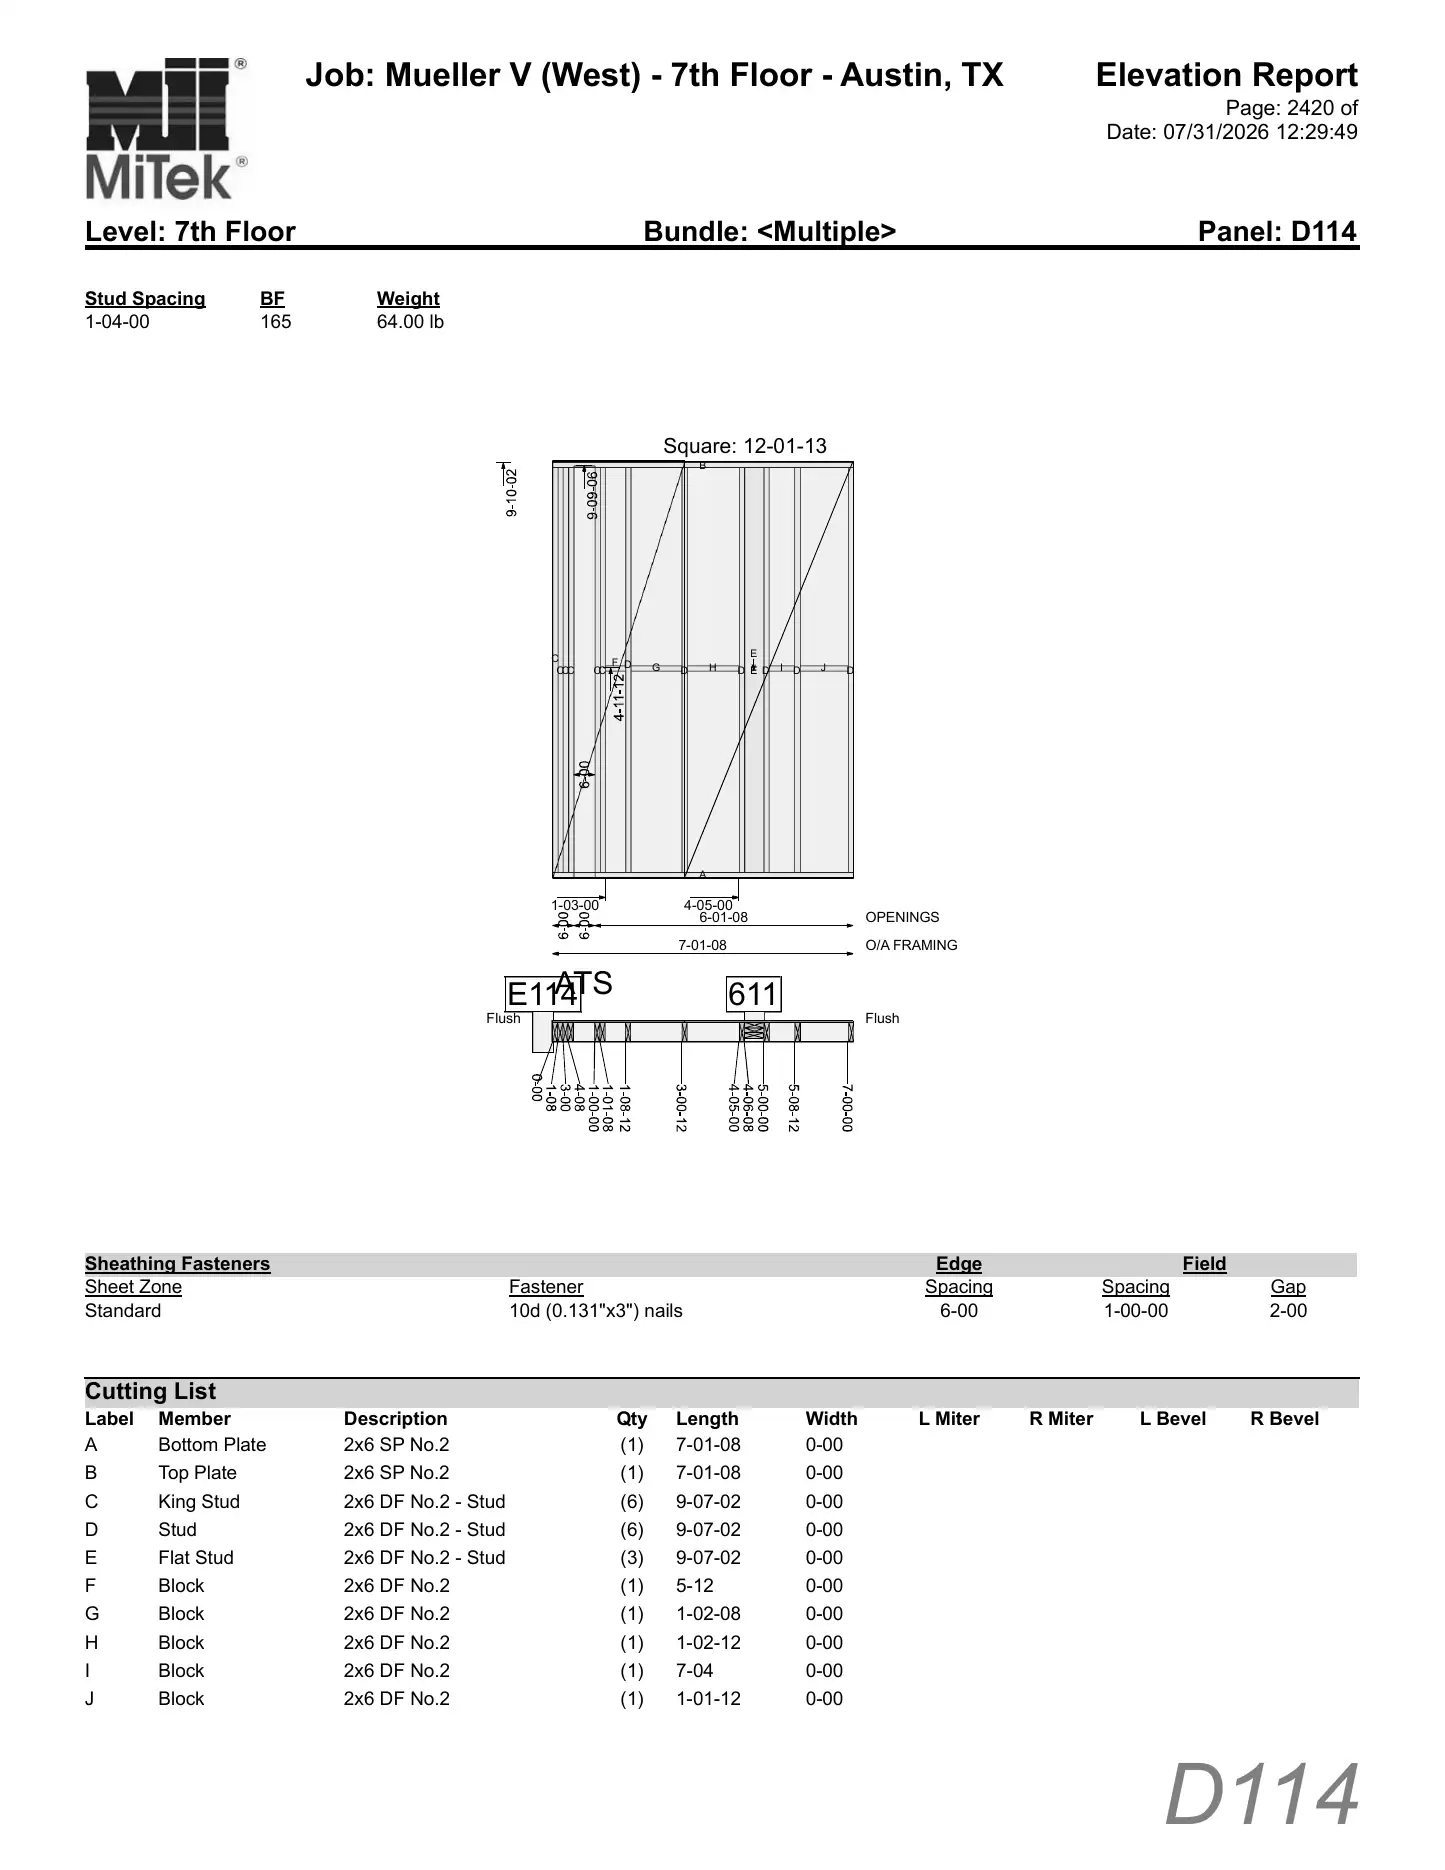 Job: Mueller V (West) - 7th Floor - Austin, TX
Elevation Report
Page: 2420 of
Date: 07/31/2026 12:29:49
MiTek®
Level: 7th Floor Bundle: <Multiple> Panel: D114
Stud Spacing BF Weight
1-04-00 165 64.00 lb
Square: 12-01-13
B
9-10-02
9-09-06
C
CCC CC F D G D H D E E D I D J D
4-11-12
6-00
A
1-03-00 4-05-00
6-00 6-00 6-01-08 OPENINGS
7-01-08 O/A FRAMING
E114 ATS 611
Flush Flush
0-00 1-08 3-00 4-08 1-00-00 1-01-08 1-08-12 3-00-12 4-05-00 4-06-08 5-00-00 5-08-12 7-00-00
Sheathing Fasteners Edge Field
Sheet Zone Fastener Spacing Spacing Gap
Standard 10d (0.131"x3") nails 6-00 1-00-00 2-00
Cutting List
Label Member Description Qty Length Width L Miter R Miter L Bevel R Bevel
A Bottom Plate 2x6 SP No.2 (1) 7-01-08 0-00
B Top Plate 2x6 SP No.2 (1) 7-01-08 0-00
C King Stud 2x6 DF No.2 - Stud (6) 9-07-02 0-00
D Stud 2x6 DF No.2 - Stud (6) 9-07-02 0-00
E Flat Stud 2x6 DF No.2 - Stud (3) 9-07-02 0-00
F Block 2x6 DF No.2 (1) 5-12 0-00
G Block 2x6 DF No.2 (1) 1-02-08 0-00
H Block 2x6 DF No.2 (1) 1-02-12 0-00
I Block 2x6 DF No.2 (1) 7-04 0-00
J Block 2x6 DF No.2 (1) 1-01-12 0-00
D114